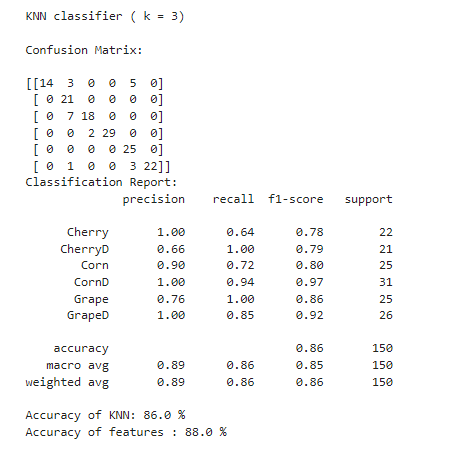 KNN classifier ( k = 3)
Confusion Matrix:
[[14 3 0 0 5 0]
[ 0 21 0 0 0 0]
[ 0 7 18 0 0 0]
[ 0 0 2 29 0 0]
[ 0 0 0 0 25 0]
[ 0 1 0 0 3 22]]
Classification Report:
precision recall f1-score support
Cherry 1.00 0.64 0.78 22
CherryD 0.66 1.00 0.79 21
Corn 0.90 0.72 0.80 25
CornD 1.00 0.94 0.97 31
Grape 0.76 1.00 0.86 25
GrapeD 1.00 0.85 0.92 26
accuracy 0.86 150
macro avg 0.89 0.86 0.85 150
weighted avg 0.89 0.86 0.86 150
Accuracy of KNN: 86.0 %
Accuracy of features : 88.0 %